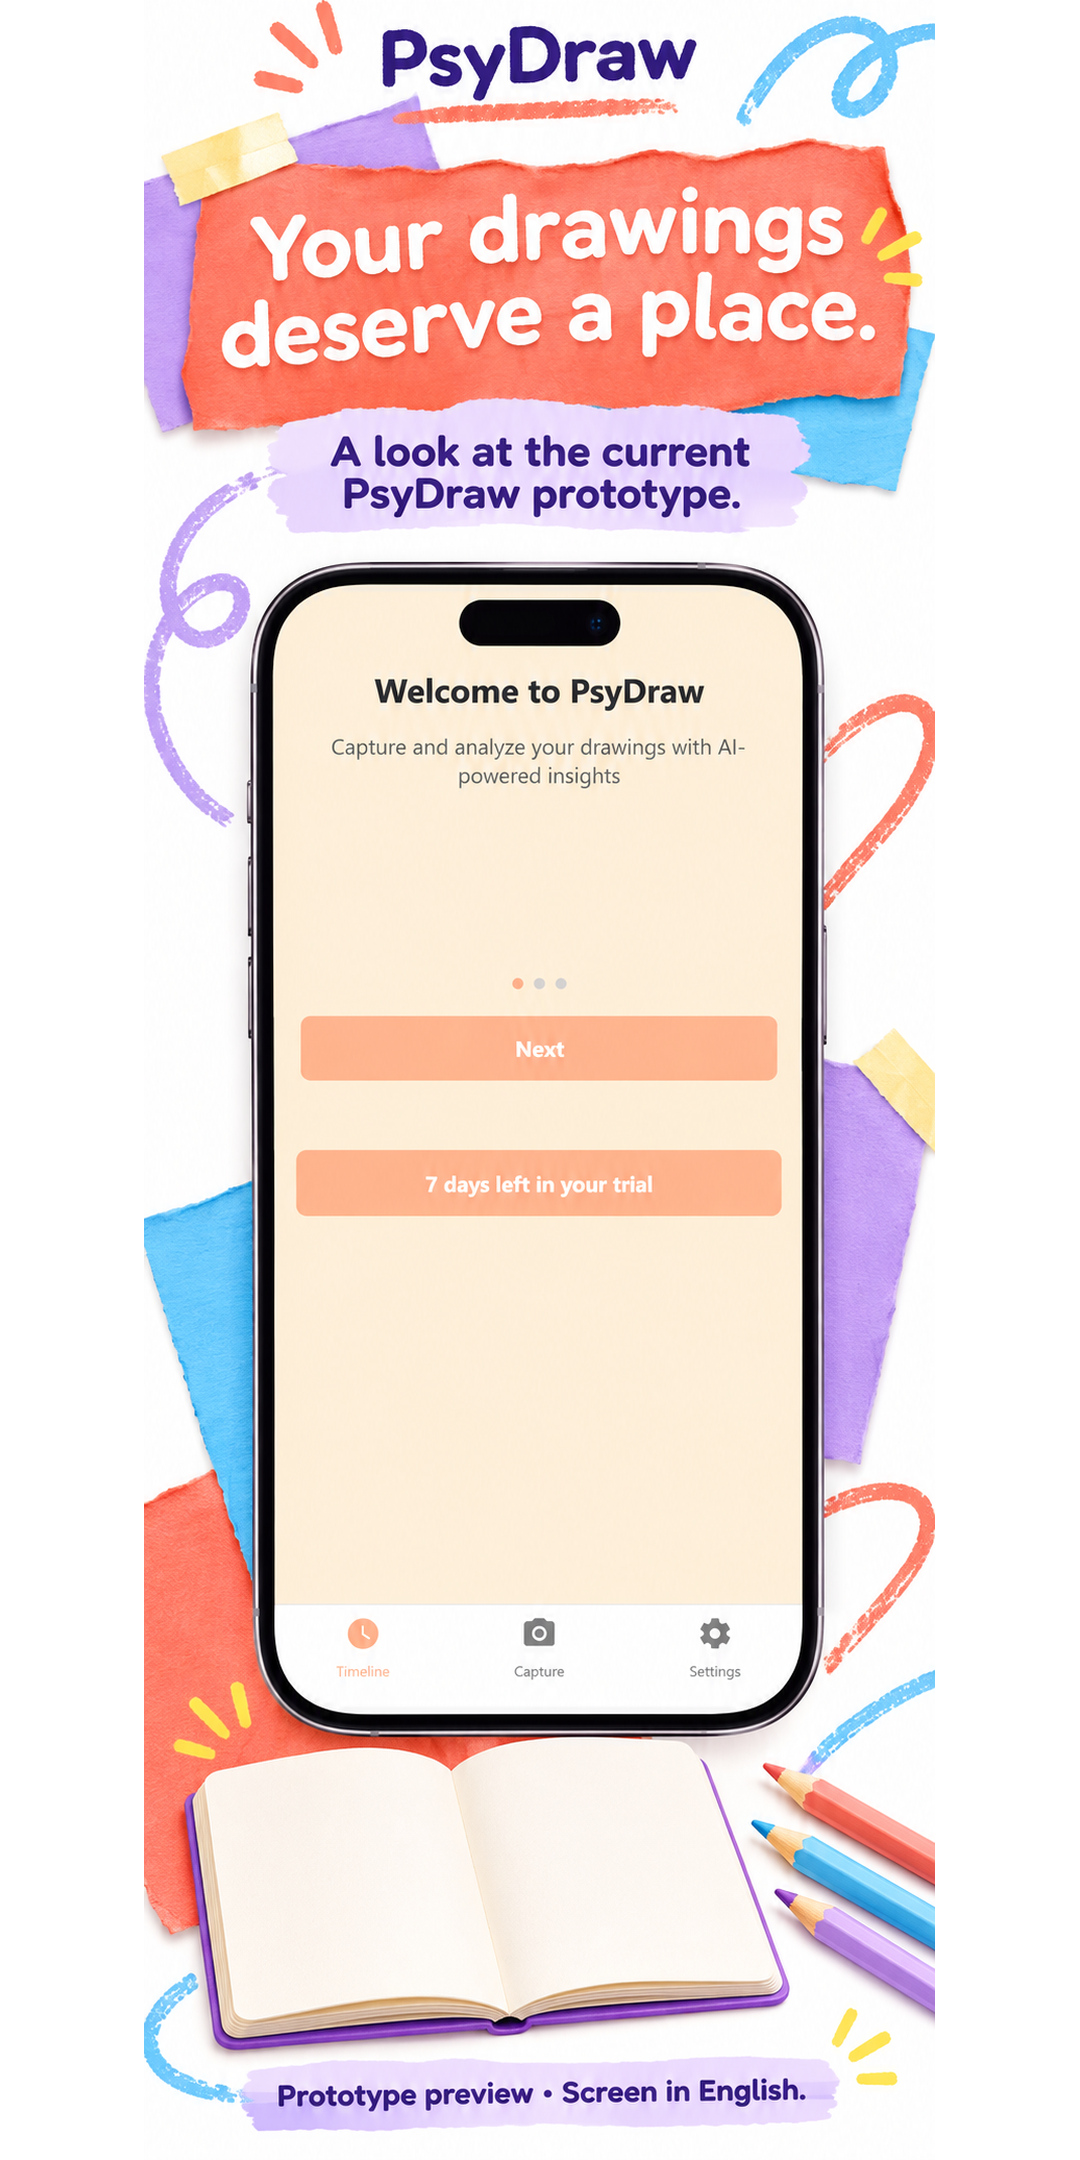 PsyDraw
Your drawings
deserve a place.
A look at the current
PsyDraw prototype.
Welcome to PsyDraw
Capture and analyze your drawings with AI-
powered insights
Next
7 days left in your trial
Timeline
Capture
Settings
Prototype preview • Screen in English.